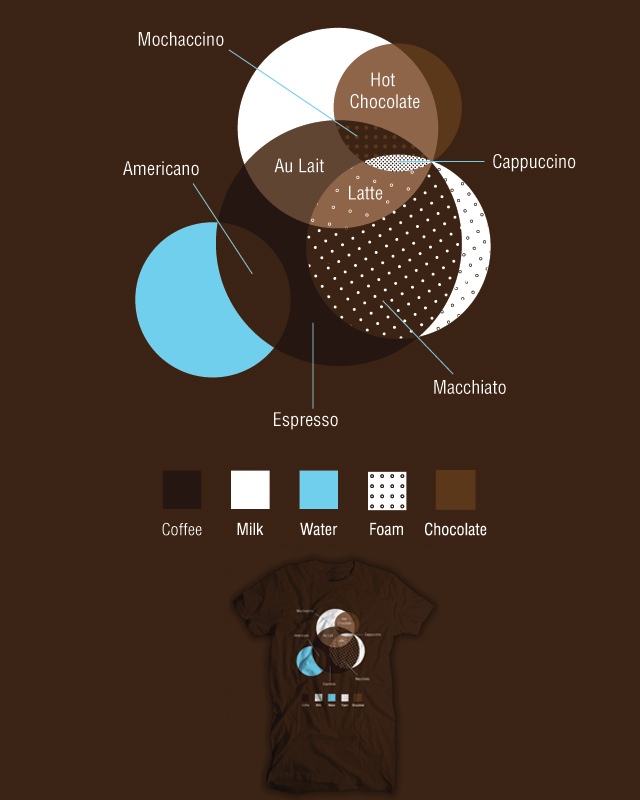 Mochaccino
Hot
Chocolate
Americano
Au Lait
Cappuccino
Latte
Macchiato
Espresso
Coffee
Milk
Water
Foam
Chocolate